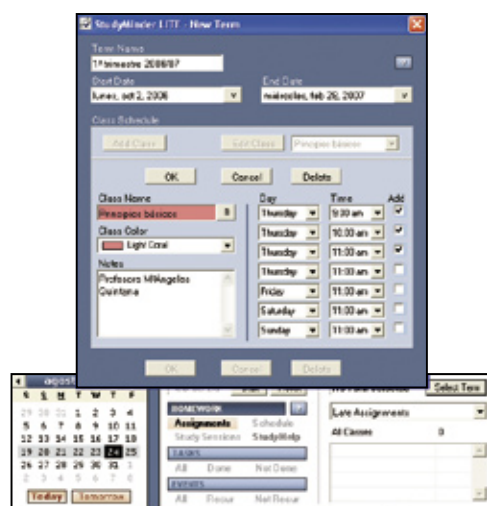 StudyMinder LITE - New Term
Term Name
1º trimestre 2006/07
Start Date End Date
lunes, oct 2, 2006 miércoles, feb 28, 2007
Class Schedule
Add Class Edit Class Principios básicos
OK Cancel Delete
Class Name Day Time Add
Principios básicos Thursday 9:00 am
Class Color Thursday 10:00 am
Light Coral Thursday 11:00 am
Notes Thursday 11:00 am
Profesora MªAngeles Friday 11:00 am
Quintana Saturday 11:00 am
Sunday 11:00 am
OK Cancel Delete
agost Select Term
S S M T W T F
29 30 31 1 2 3 4
5 6 7 8 9 10 11
12 13 14 15 16 17 18
19 20 21 22 23 24 25
26 27 28 29 30 31 1
2 3 4 5 6 7 8
Today Tomorrow
HOMEWORK
Assignments Schedule
Study Sessions StudyHelp
TASKS
All Done Not Done
EVENTS
All Recur Not Recur
Late Assignments
All Classes 0